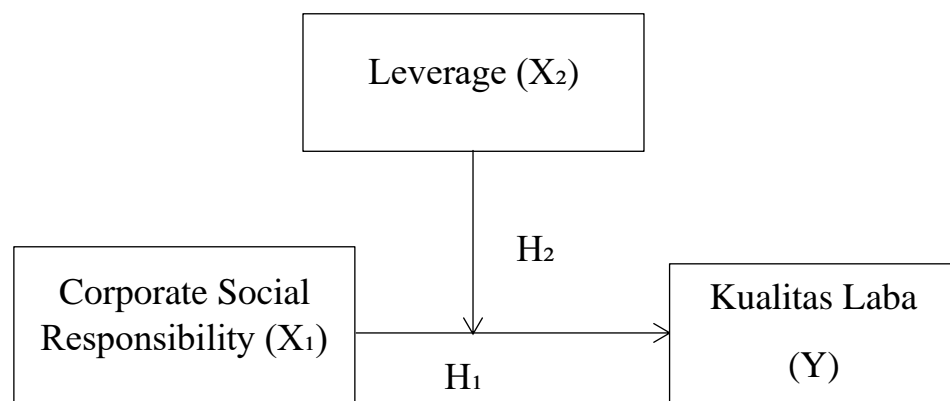 Leverage (X₂)
H₂
Corporate Social
Responsibility (X₁)
H₁
Kualitas Laba
(Y)